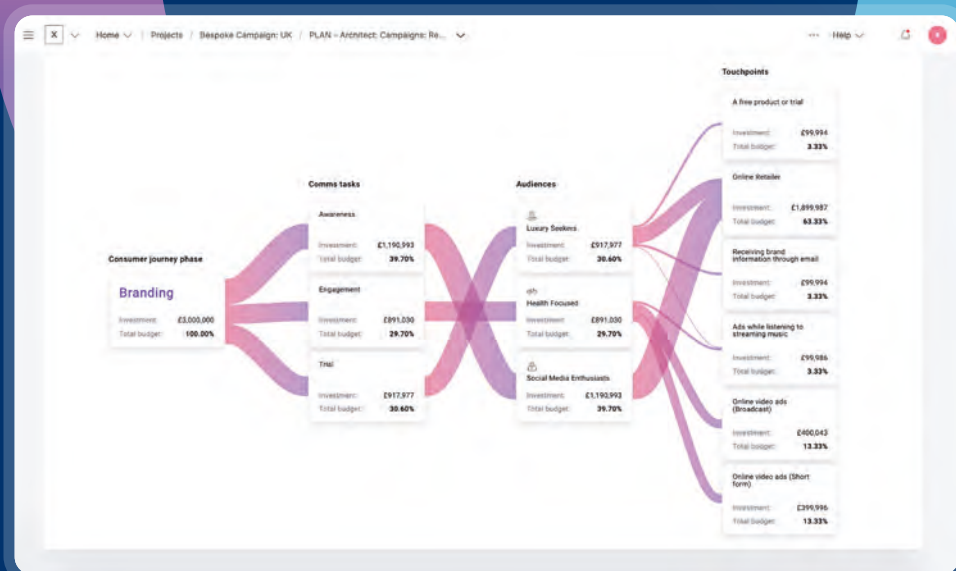 X Home / Projects / Bespoke Campaign: UK / PLAN - Architect: Campaigns: Re... ... Help
Consumer journey phase
Branding
Investment: £3,000,000
Total budget: 100.00%
Comms tasks
Awareness
Investment: £1,190,993
Total budget: 39.70%
Engagement
Investment: £891,030
Total budget: 29.70%
Trial
Investment: £917,977
Total budget: 30.60%
Audiences
Luxury Seekers
Investment: £917,977
Total budget: 30.60%
Health Focused
Investment: £891,030
Total budget: 29.70%
Social Media Enthusiasts
Investment: £1,190,993
Total budget: 39.70%
Touchpoints
A free product or trial
Investment: £99,994
Total budget: 3.33%
Online Retailer
Investment: £1,899,987
Total budget: 63.33%
Receiving brand
information through email
Investment: £99,994
Total budget: 3.33%
Ads while listening to
streaming music
Investment: £99,986
Total budget: 3.33%
Online video ads
(Broadcast)
Investment: £400,043
Total budget: 13.33%
Online video ads (Short
form)
Investment: £399,996
Total budget: 13.33%